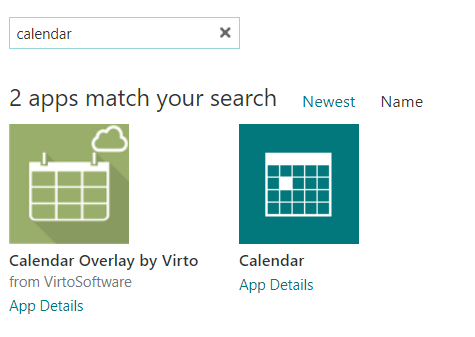 calendar
2 apps match your search Newest Name
Calendar Overlay by Virto
from VirtoSoftware
App Details
Calendar
App Details